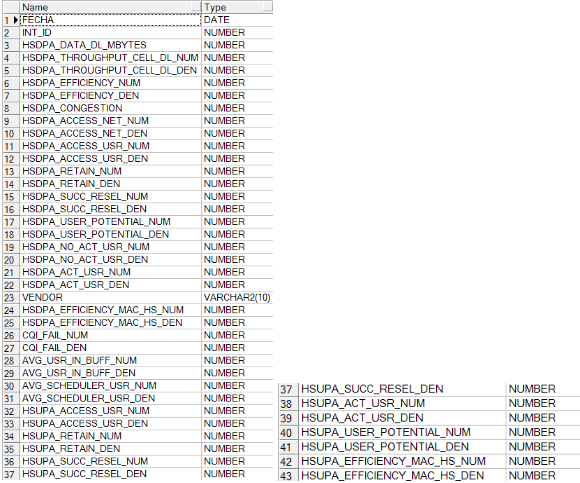 Name Type
1 FECHA DATE
2 INT_ID NUMBER
3 HSDPA_DATA_DL_MBYTES NUMBER
4 HSDPA_THROUGHPUT_CELL_DL_NUM NUMBER
5 HSDPA_THROUGHPUT_CELL_DL_DEN NUMBER
6 HSDPA_EFFICIENCY_NUM NUMBER
7 HSDPA_EFFICIENCY_DEN NUMBER
8 HSDPA_CONGESTION NUMBER
9 HSDPA_ACCESS_NET_NUM NUMBER
10 HSDPA_ACCESS_NET_DEN NUMBER
11 HSDPA_ACCESS_USR_NUM NUMBER
12 HSDPA_ACCESS_USR_DEN NUMBER
13 HSDPA_RETAIN_NUM NUMBER
14 HSDPA_RETAIN_DEN NUMBER
15 HSDPA_SUCC_RESEL_NUM NUMBER
16 HSDPA_SUCC_RESEL_DEN NUMBER
17 HSDPA_USER_POTENTIAL_NUM NUMBER
18 HSDPA_USER_POTENTIAL_DEN NUMBER
19 HSDPA_NO_ACT_USR_NUM NUMBER
20 HSDPA_NO_ACT_USR_DEN NUMBER
21 HSDPA_ACT_USR_NUM NUMBER
22 HSDPA_ACT_USR_DEN NUMBER
23 VENDOR VARCHAR2(10)
24 HSDPA_EFFICIENCY_MAC_HS_NUM NUMBER
25 HSDPA_EFFICIENCY_MAC_HS_DEN NUMBER
26 CQI_FAIL_NUM NUMBER
27 CQI_FAIL_DEN NUMBER
28 AVG_USR_IN_BUFF_NUM NUMBER
29 AVG_USR_IN_BUFF_DEN NUMBER
30 AVG_SCHEDULER_USR_NUM NUMBER
31 AVG_SCHEDULER_USR_DEN NUMBER
32 HSUPA_ACCESS_USR_NUM NUMBER
33 HSUPA_ACCESS_USR_DEN NUMBER
34 HSUPA_RETAIN_NUM NUMBER
35 HSUPA_RETAIN_DEN NUMBER
36 HSUPA_SUCC_RESEL_NUM NUMBER
37 HSUPA_SUCC_RESEL_DEN NUMBER
37 HSUPA_SUCC_RESEL_DEN NUMBER
38 HSUPA_ACT_USR_NUM NUMBER
39 HSUPA_ACT_USR_DEN NUMBER
40 HSUPA_USER_POTENTIAL_NUM NUMBER
41 HSUPA_USER_POTENTIAL_DEN NUMBER
42 HSUPA_EFFICIENCY_MAC_HS_NUM NUMBER
43 HSUPA_EFFICIENCY_MAC_HS_DEN NUMBER